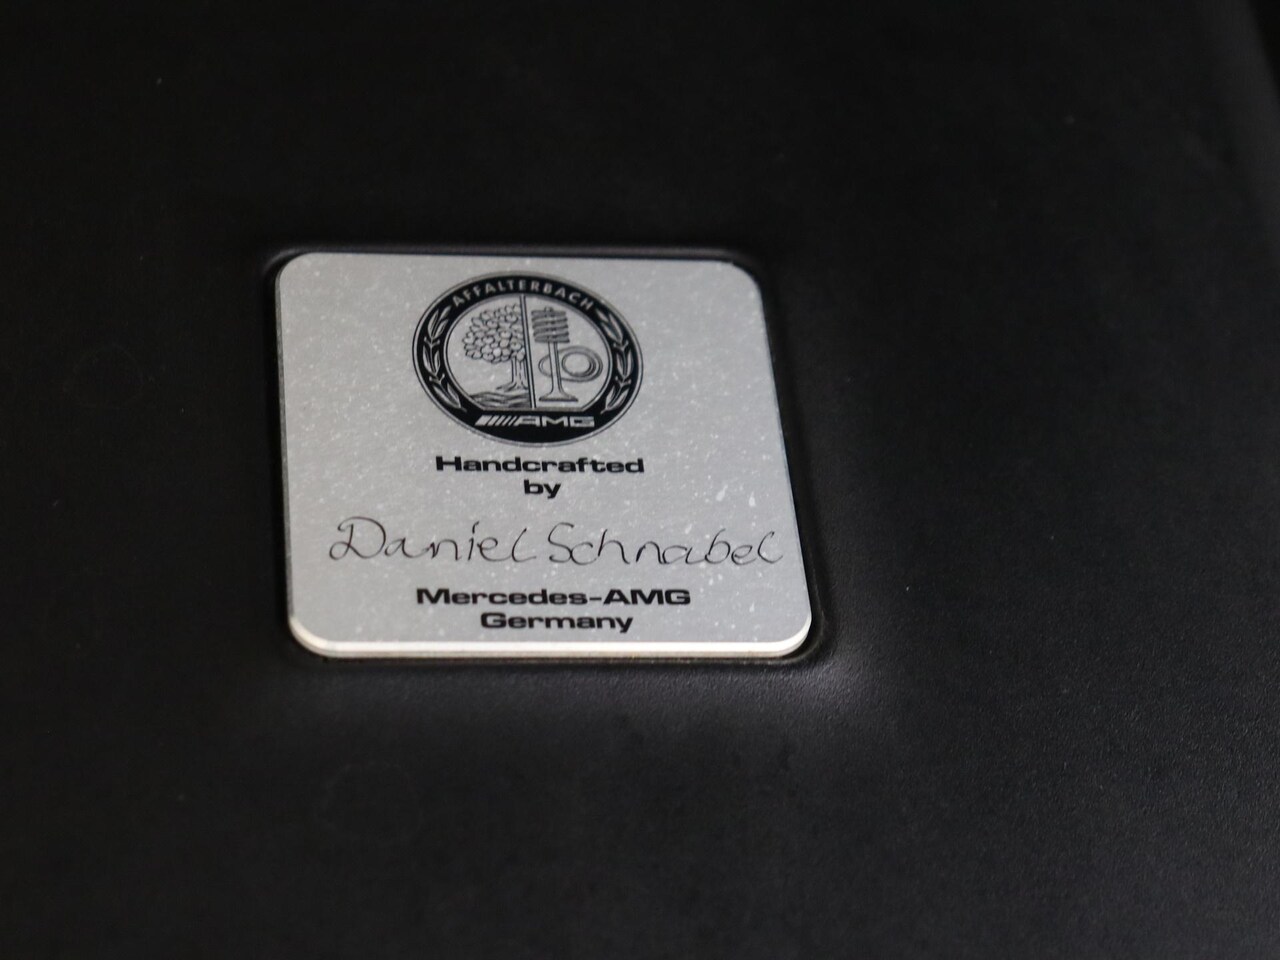 AFFALTERBACH
AMG
Handcrafted
by
Daniel Schnabel
Mercedes-AMG
Germany